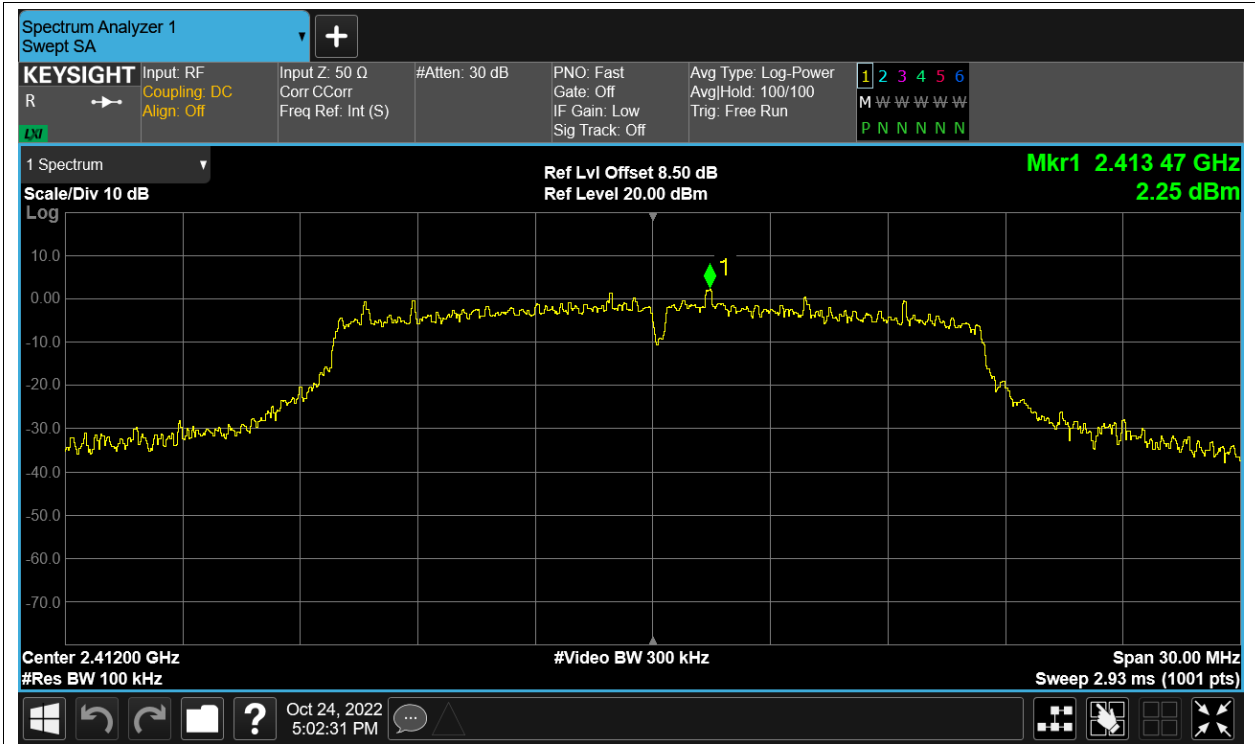 Spectrum Analyzer 1
Swept SA
KEYSIGHT
R
LXI
Input: RF
Coupling: DC
Align: Off
Input Z: 50 Ω
Corr CCorr
Freq Ref: Int (S)
#Atten: 30 dB
PNO: Fast
Gate: Off
IF Gain: Low
Sig Track: Off
Avg Type: Log-Power
Avg|Hold: 100/100
Trig: Free Run
1 2 3 4 5 6
M W W W W W
P N N N N N
1 Spectrum
Scale/Div 10 dB
Log
Ref Lvl Offset 8.50 dB
Ref Level 20.00 dBm
Mkr1 2.413 47 GHz
2.25 dBm
1
10.0
0.00
-10.0
-20.0
-30.0
-40.0
-50.0
-60.0
-70.0
Center 2.41200 GHz
#Res BW 100 kHz
#Video BW 300 kHz
Span 30.00 MHz
Sweep 2.93 ms (1001 pts)
?
Oct 24, 2022
5:02:31 PM